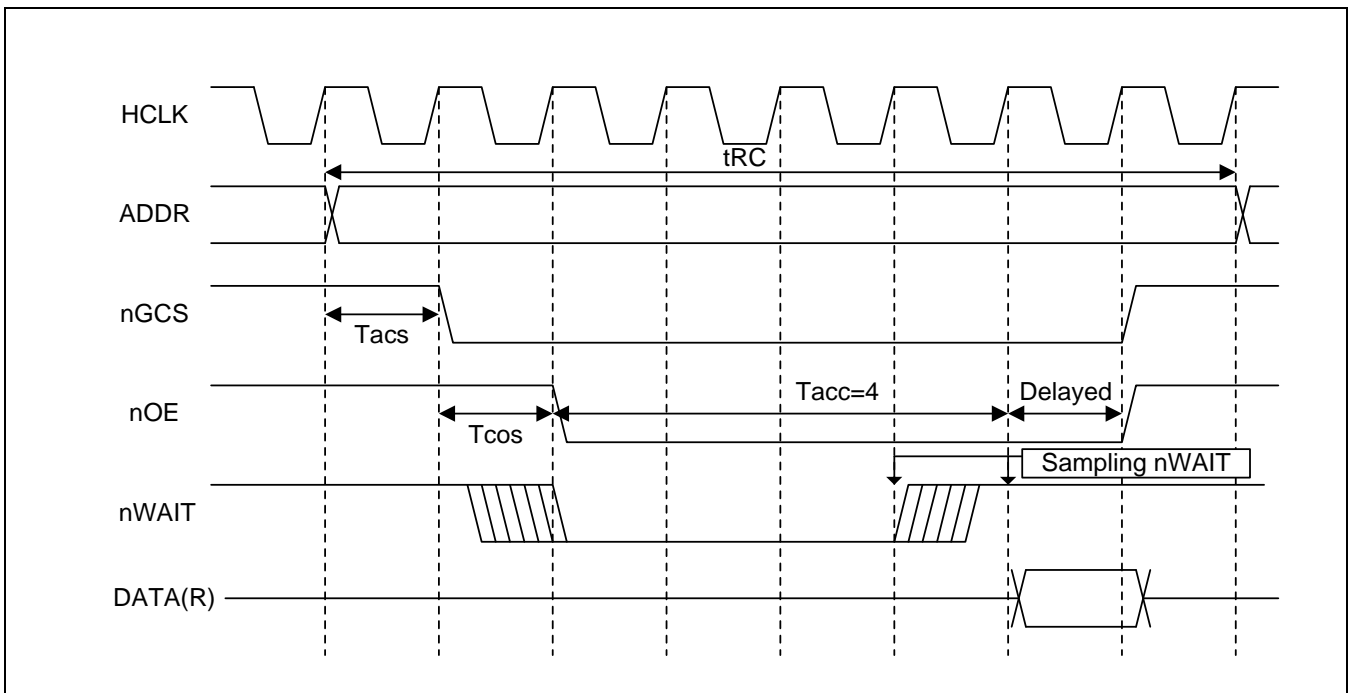 HCLK
tRC
ADDR
nGCS
Tacs
Tacc=4
Delayed
nOE
Tcos
Sampling nWAIT
nWAIT
DATA(R)